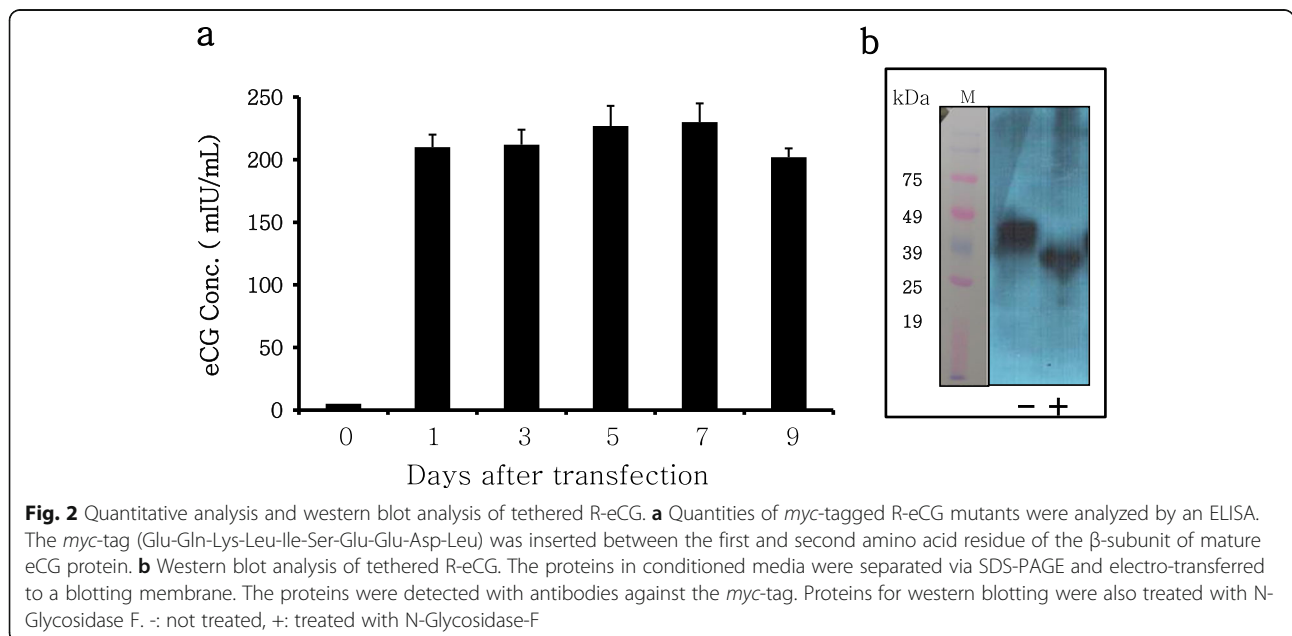 a
b
250
200
150
100
50
0
eCG Conc. ( mIU/mL)
0 1 3 5 7 9
Days after transfection
kDa M
75
49
39
25
19
− +
Fig. 2 Quantitative analysis and western blot analysis of tethered R-eCG. a Quantities of myc-tagged R-eCG mutants were analyzed by an ELISA.
The myc-tag (Glu-Gln-Lys-Leu-Ile-Ser-Glu-Glu-Asp-Leu) was inserted between the first and second amino acid residue of the β-subunit of mature
eCG protein. b Western blot analysis of tethered R-eCG. The proteins in conditioned media were separated via SDS-PAGE and electro-transferred
to a blotting membrane. The proteins were detected with antibodies against the myc-tag. Proteins for western blotting were also treated with N-
Glycosidase F. -: not treated, +: treated with N-Glycosidase-F